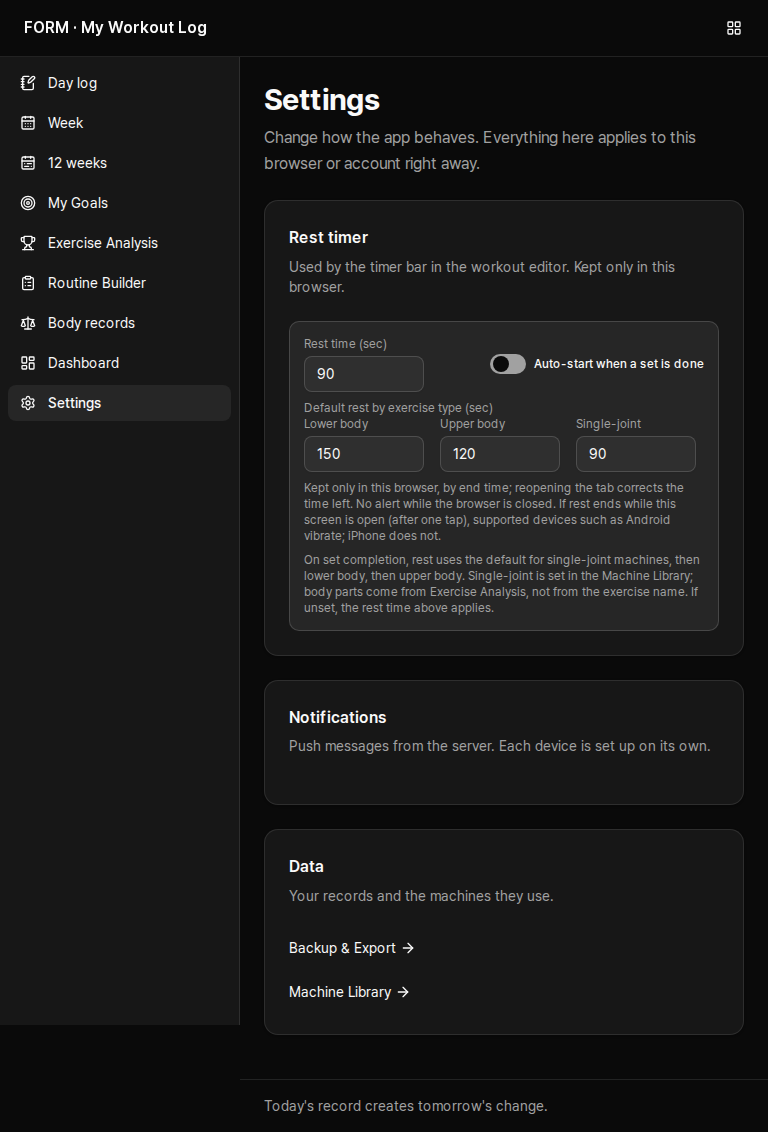 FORM · My Workout Log
Day log
Week
12 weeks
My Goals
Exercise Analysis
Routine Builder
Body records
Dashboard
Settings
Settings
Change how the app behaves. Everything here applies to this
browser or account right away.
Rest timer
Used by the timer bar in the workout editor. Kept only in this
browser.
Rest time (sec)
90
Auto-start when a set is done
Default rest by exercise type (sec)
Lower body
Upper body
Single-joint
150
120
90
Kept only in this browser, by end time; reopening the tab corrects the
time left. No alert while the browser is closed. If rest ends while this
screen is open (after one tap), supported devices such as Android
vibrate; iPhone does not.
On set completion, rest uses the default for single-joint machines, then
lower body, then upper body. Single-joint is set in the Machine Library;
body parts come from Exercise Analysis, not from the exercise name. If
unset, the rest time above applies.
Notifications
Push messages from the server. Each device is set up on its own.
Data
Your records and the machines they use.
Backup & Export →
Machine Library →
Today's record creates tomorrow's change.